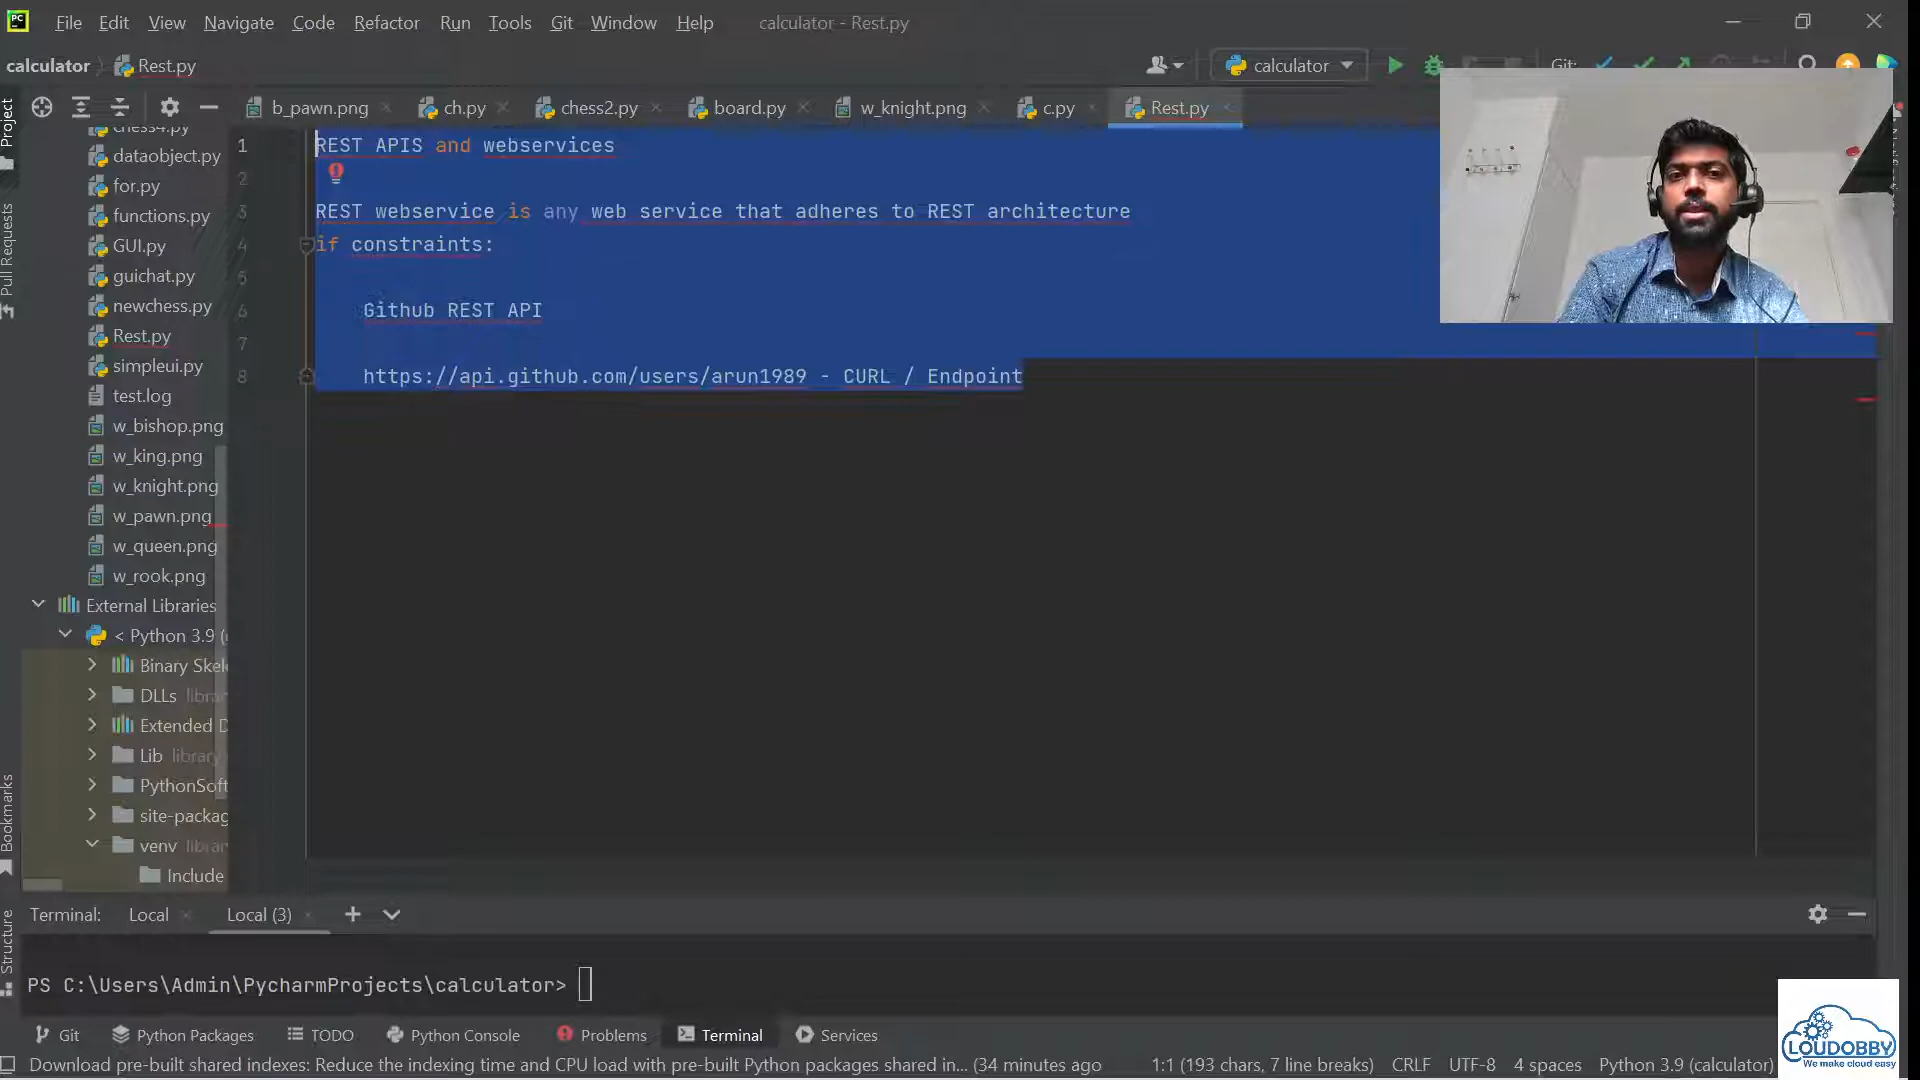 PC File Edit View Navigate Code Refactor Run Tools Git Window Help calculator - Rest.py
calculator Rest.py calculator Git:
b_pawn.png ch.py chess2.py board.py w_knight.png c.py Rest.py
Project
Pull Requests
Bookmarks
Structure
chess4.py
dataobject.py
for.py
functions.py
GUI.py
guichat.py
newchess.py
Rest.py
simpleui.py
test.log
w_bishop.png
w_king.png
w_knight.png
w_pawn.png
w_queen.png
w_rook.png
External Libraries
< Python 3.9 (
Binary Skel
DLLs librar
Extended D
Lib library
PythonSoft
site-packag
venv librar
Include
1 REST APIS and webservices
2
3 REST webservice is any web service that adheres to REST architecture
4 if constraints:
5
6 Github REST API
7
8 https://api.github.com/users/arun1989 - CURL / Endpoint
Terminal: Local Local (3)
PS C:\Users\Admin\PycharmProjects\calculator>
Git Python Packages TODO Python Console Problems Terminal Services
Download pre-built shared indexes: Reduce the indexing time and CPU load with pre-built Python packages shared in... (34 minutes ago 1:1 (193 chars, 7 line breaks) CRLF UTF-8 4 spaces Python 3.9 (calculator)
LOUDOBBY
We make cloud easy